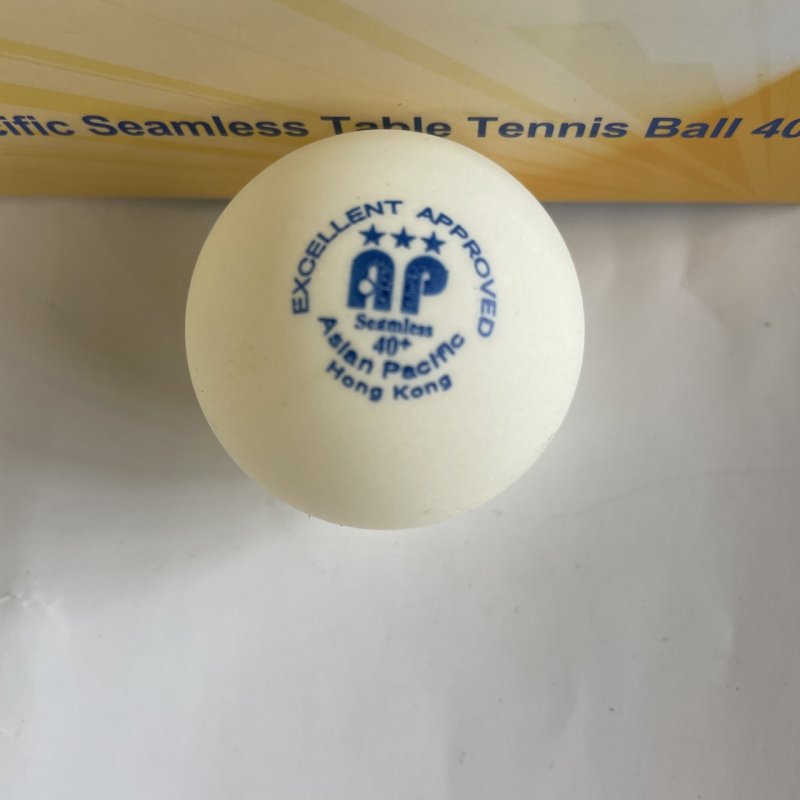 cific Seamless Table Tennis Ball 40
EXCELLENT APPROVED
AP
Seamless
40+
Asian Pacific
Hong Kong